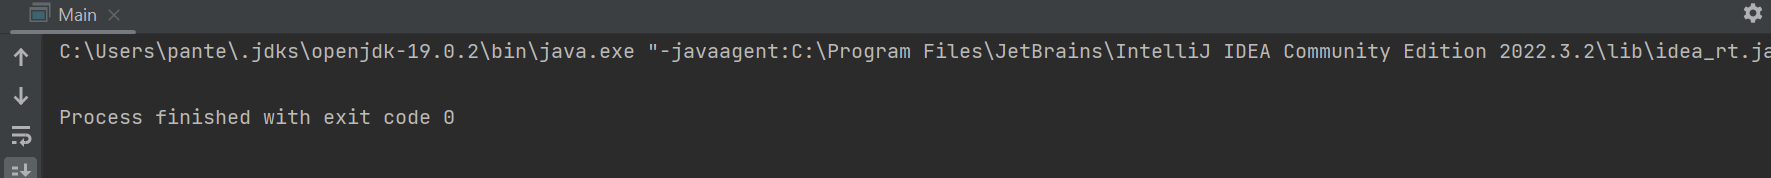 Main
C:\Users\pante\.jdks\openjdk-19.0.2\bin\java.exe "-javaagent:C:\Program Files\JetBrains\IntelliJ IDEA Community Edition 2022.3.2\lib\idea_rt.ja
Process finished with exit code 0